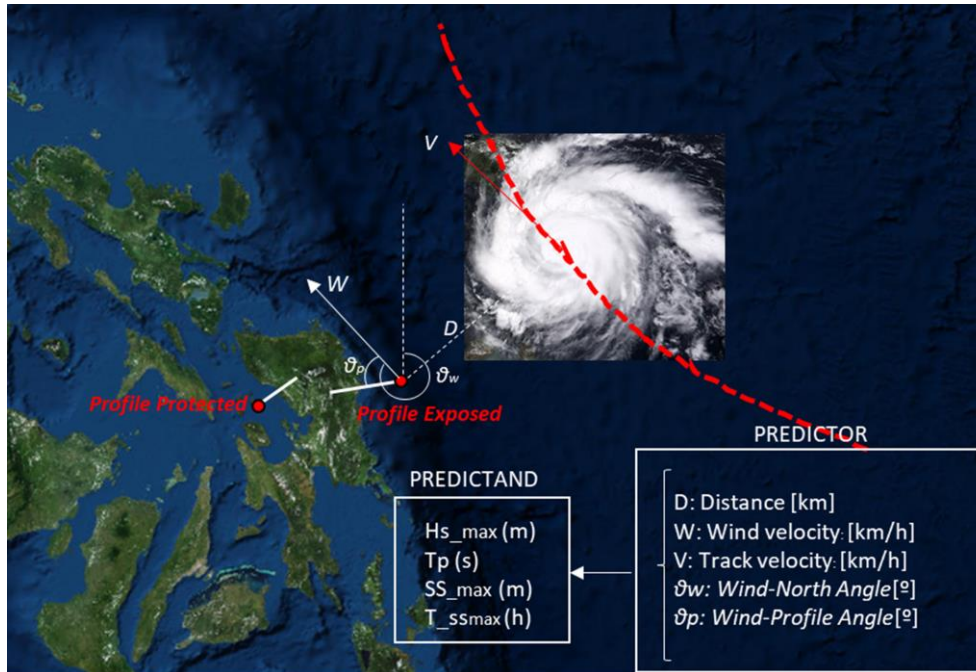 V
W
D
ϑp
ϑw
Profile Protected
Profile Exposed
PREDICTOR
D: Distance [km]
W: Wind velocity: [km/h]
V: Track velocity: [km/h]
ϑw: Wind-North Angle[º]
ϑp: Wind-Profile Angle[º]
PREDICTAND
Hs_max (m)
Tp (s)
SS_max (m)
T_ssmax (h)